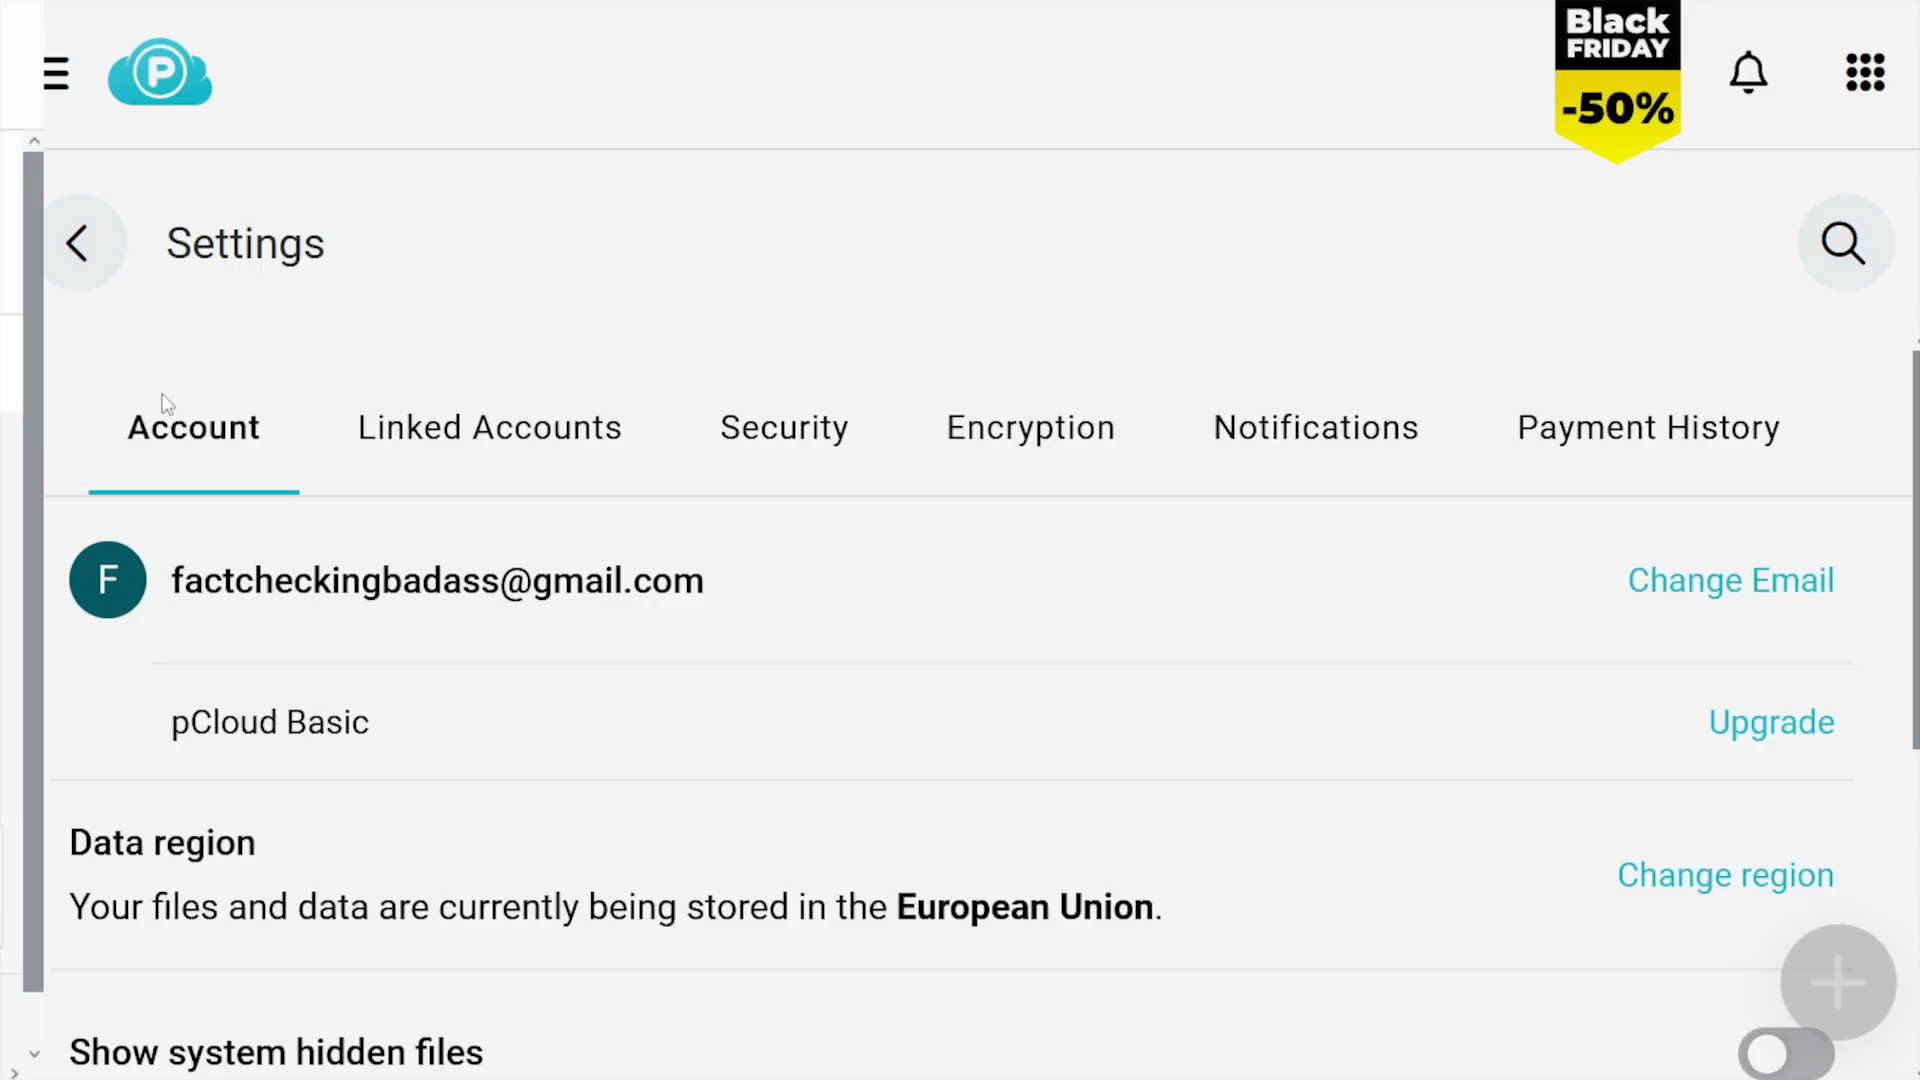 P
Black
FRIDAY
-50%
Settings
Account
Linked Accounts
Security
Encryption
Notifications
Payment History
F
factcheckingbadass@gmail.com
Change Email
pCloud Basic
Upgrade
Data region
Your files and data are currently being stored in the European Union.
Change region
Show system hidden files